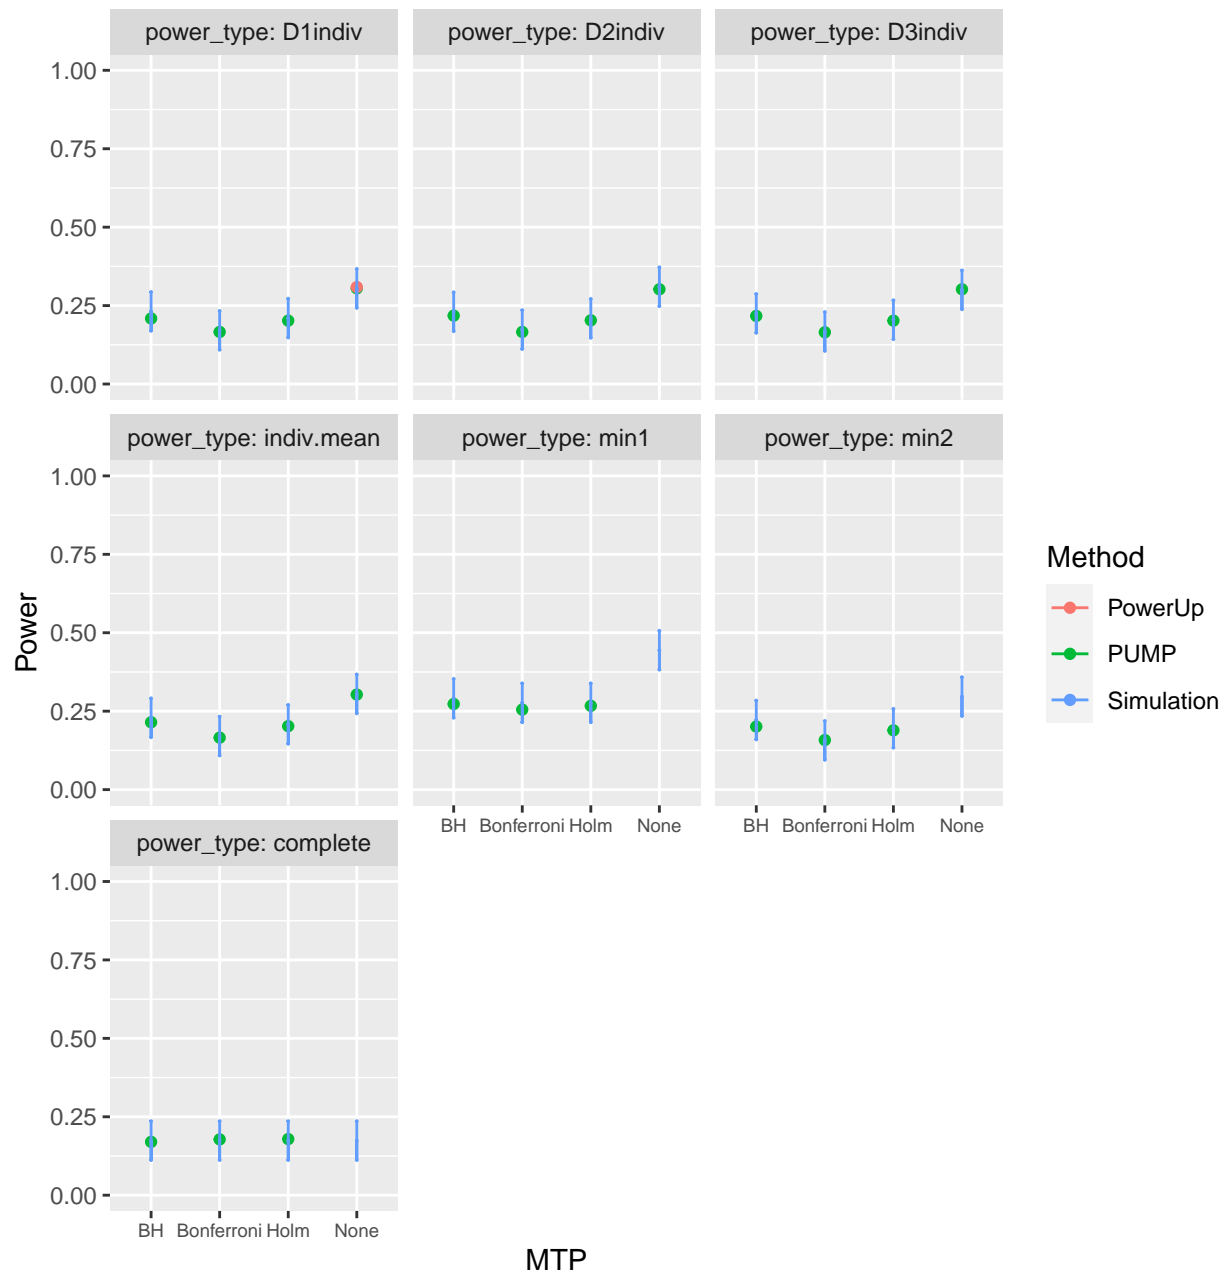 power_type: D1indiv power_type: D2indiv power_type: D3indiv
1.00
0.75
0.50
0.25
0.00
power_type: indiv.mean power_type: min1 power_type: min2
1.00
0.75
0.50
0.25
0.00
BH Bonferroni Holm None BH Bonferroni Holm None
power_type: complete
1.00
0.75
0.50
0.25
0.00
BH Bonferroni Holm None
MTP
Power
Method
PowerUp
PUMP
Simulation